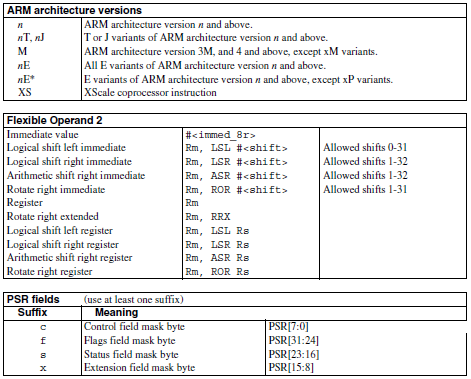 ARM architecture versions
n ARM architecture version n and above.
nT, nJ T or J variants of ARM architecture version n and above.
M ARM architecture version 3M, and 4 and above, except xM variants.
nE All E variants of ARM architecture version n and above.
nE* E variants of ARM architecture version n and above, except xP variants.
XS XScale coprocessor instruction
Flexible Operand 2
Immediate value #<immed_8r>
Logical shift left immediate Rm, LSL #<shift> Allowed shifts 0-31
Logical shift right immediate Rm, LSR #<shift> Allowed shifts 1-32
Arithmetic shift right immediate Rm, ASR #<shift> Allowed shifts 1-32
Rotate right immediate Rm, ROR #<shift> Allowed shifts 1-31
Register Rm
Rotate right extended Rm, RRX
Logical shift left register Rm, LSL Rs
Logical shift right register Rm, LSR Rs
Arithmetic shift right register Rm, ASR Rs
Rotate right register Rm, ROR Rs
PSR fields (use at least one suffix)
Suffix Meaning
c Control field mask byte PSR[7:0]
f Flags field mask byte PSR[31:24]
s Status field mask byte PSR[23:16]
x Extension field mask byte PSR[15:8]